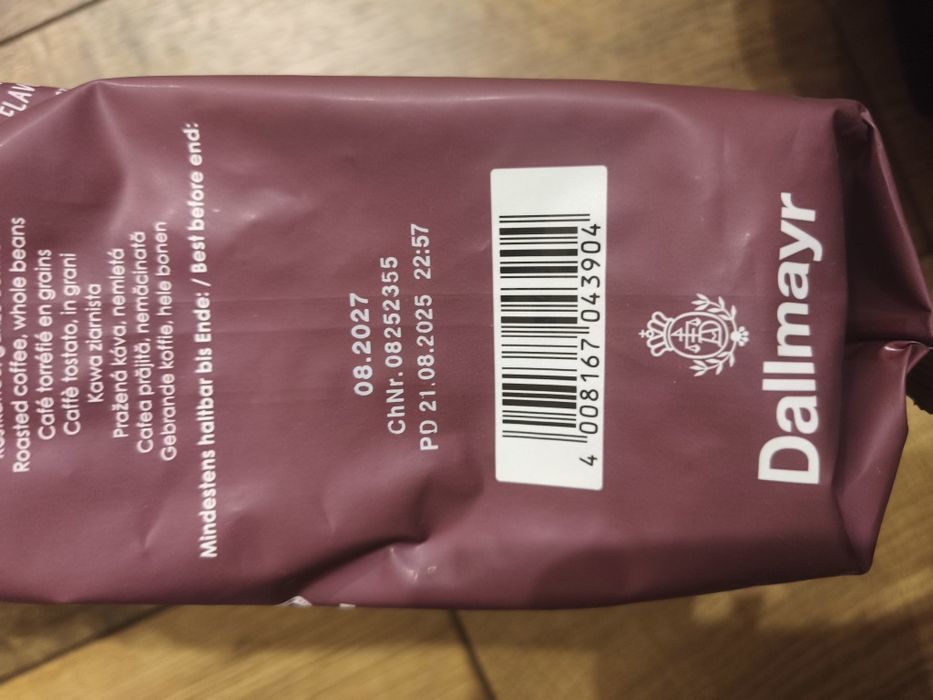 FLAV
Roasted coffee, whole beans
Café torréfié en grains
Caffè tostato, in grani
Kawa ziarnista
Pražená káva, nemletá
Cafea prăjită, nemăcinată
Gebrande koffie, hele bonen
Mindestens haltbar bis Ende: / Best before end:
08.2027
ChNr.08252355
PD 21.08.2025 22:57
4 008167 043904
Dallmayr